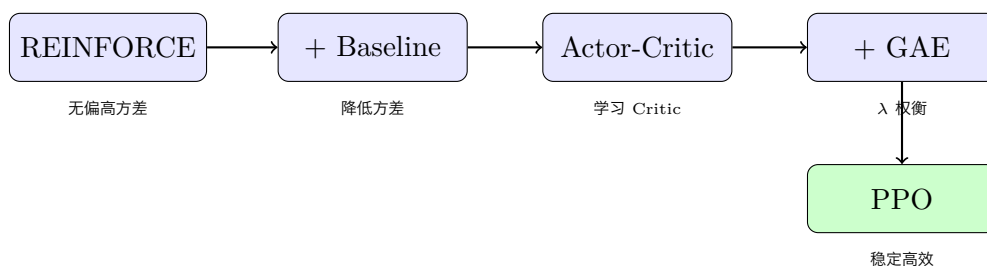 REINFORCE
+ Baseline
Actor-Critic
+ GAE
无偏高方差
降低方差
学习 Critic
λ 权衡
PPO
稳定高效